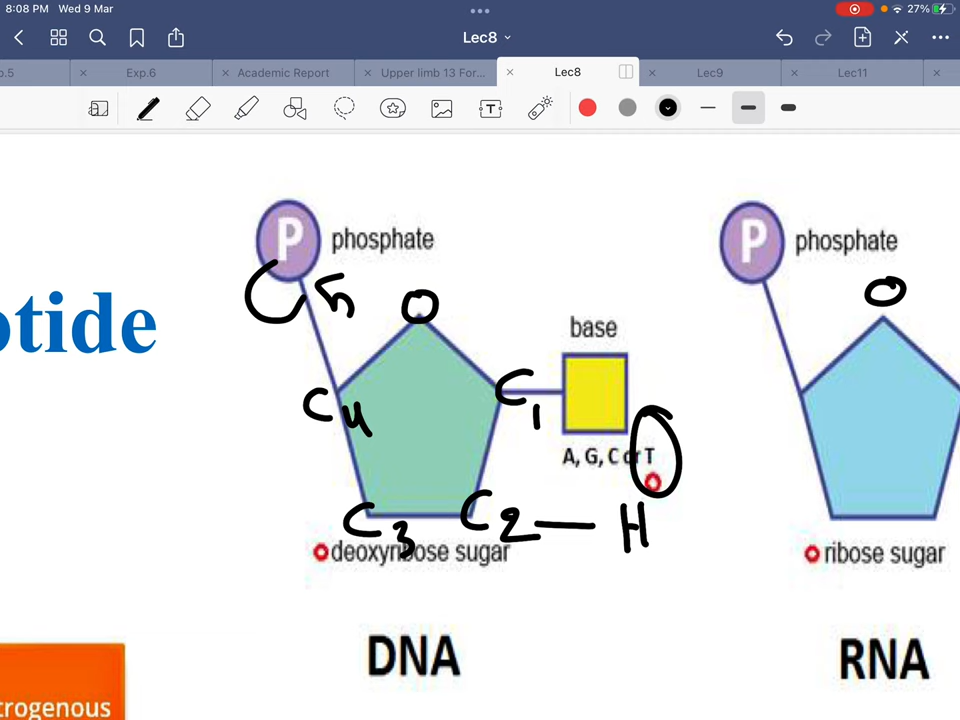 8:08 PM Wed 9 Mar
27%
Lec8
p.5
Exp.6
Academic Report
Upper limb 13 For...
Lec8
Lec9
Lec11
T
P phosphate
P phosphate
C5
O
O
otide
base
C4
C1
A, G, C or T
C3
C2 — H
deoxyribose sugar
ribose sugar
DNA
RNA
trogenous